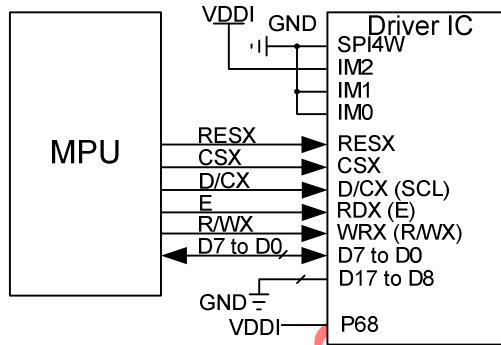 VDDI
GND
Driver IC
SPI4W
IM2
IM1
IM0
MPU
RESX
RESX
CSX
CSX
D/CX
D/CX (SCL)
E
RDX (E)
R/WX
WRX (R/WX)
D7 to D0
D7 to D0
D17 to D8
GND
VDDI
P68